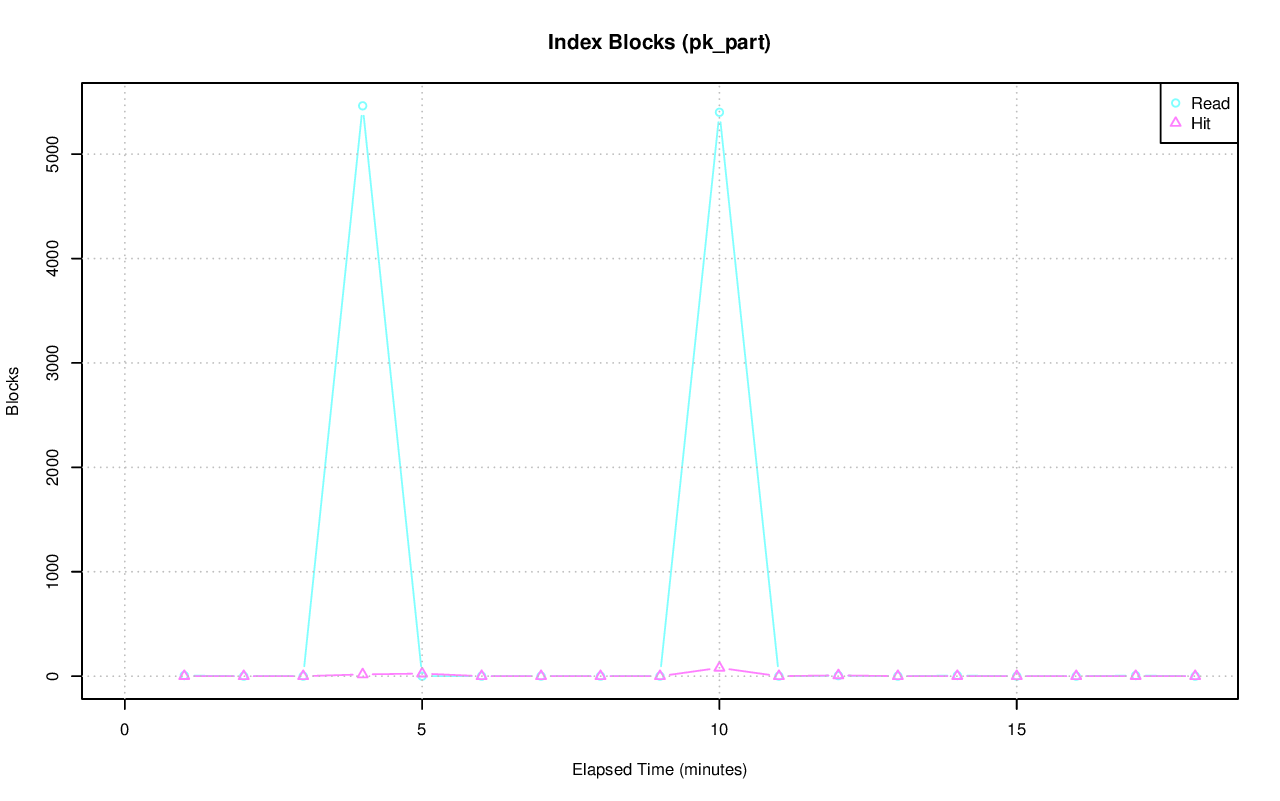 Index Blocks (pk_part)
Read
Hit
Blocks
5000
4000
3000
2000
1000
0
0 5 10 15
Elapsed Time (minutes)